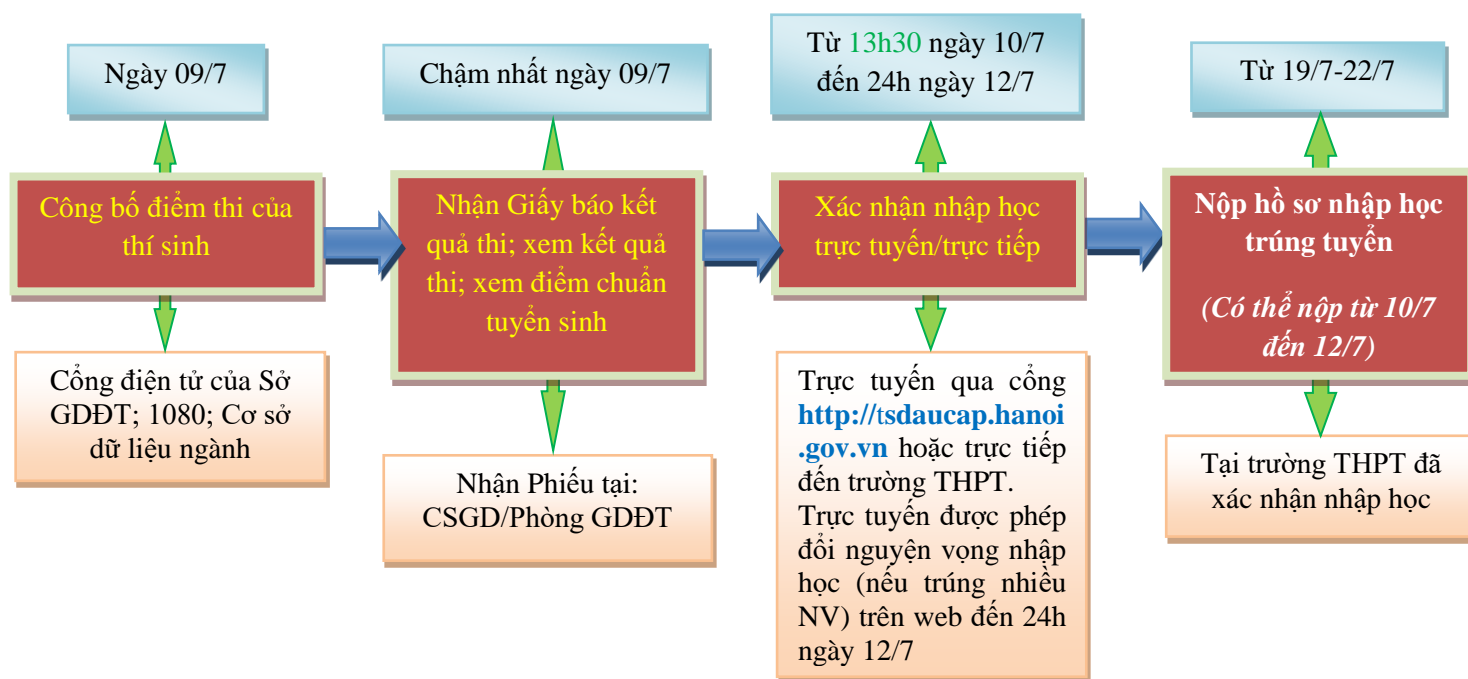 Ngày 09/7
Công bố điểm thi của
thí sinh
Cổng điện tử của Sở
GDĐT; 1080; Cơ sở
dữ liệu ngành
Chậm nhất ngày 09/7
Nhận Giấy báo kết
quả thi; xem kết quả
thi; xem điểm chuẩn
tuyển sinh
Nhận Phiếu tại:
CSGD/Phòng GDĐT
Từ 13h30 ngày 10/7
đến 24h ngày 12/7
Xác nhận nhập học
trực tuyến/trực tiếp
Trực tuyến qua cổng
http://tsdaucap.hanoi
.gov.vn hoặc trực tiếp
đến trường THPT.
Trực tuyến được phép
đổi nguyện vọng nhập
học (nếu trúng nhiều
NV) trên web đến 24h
ngày 12/7
Từ 19/7-22/7
Nộp hồ sơ nhập học
trúng tuyển
(Có thể nộp từ 10/7
đến 12/7)
Tại trường THPT đã
xác nhận nhập học